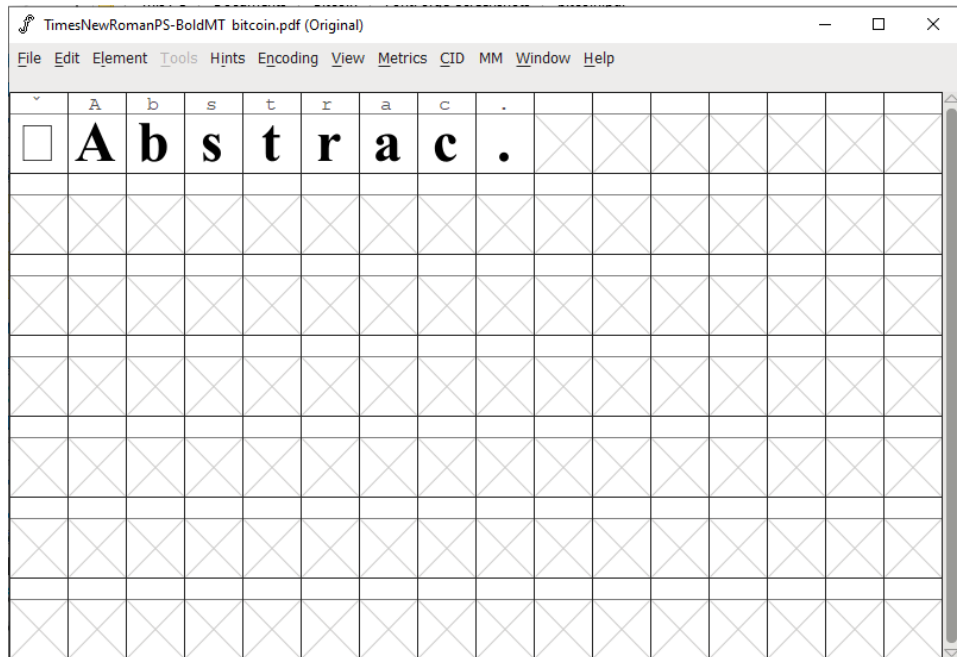 TimesNewRomanPS-BoldMT bitcoin.pdf (Original)
File Edit Element Tools Hints Encoding View Metrics CID MM Window Help
˘ A b s t r a c .
A b s t r a c .